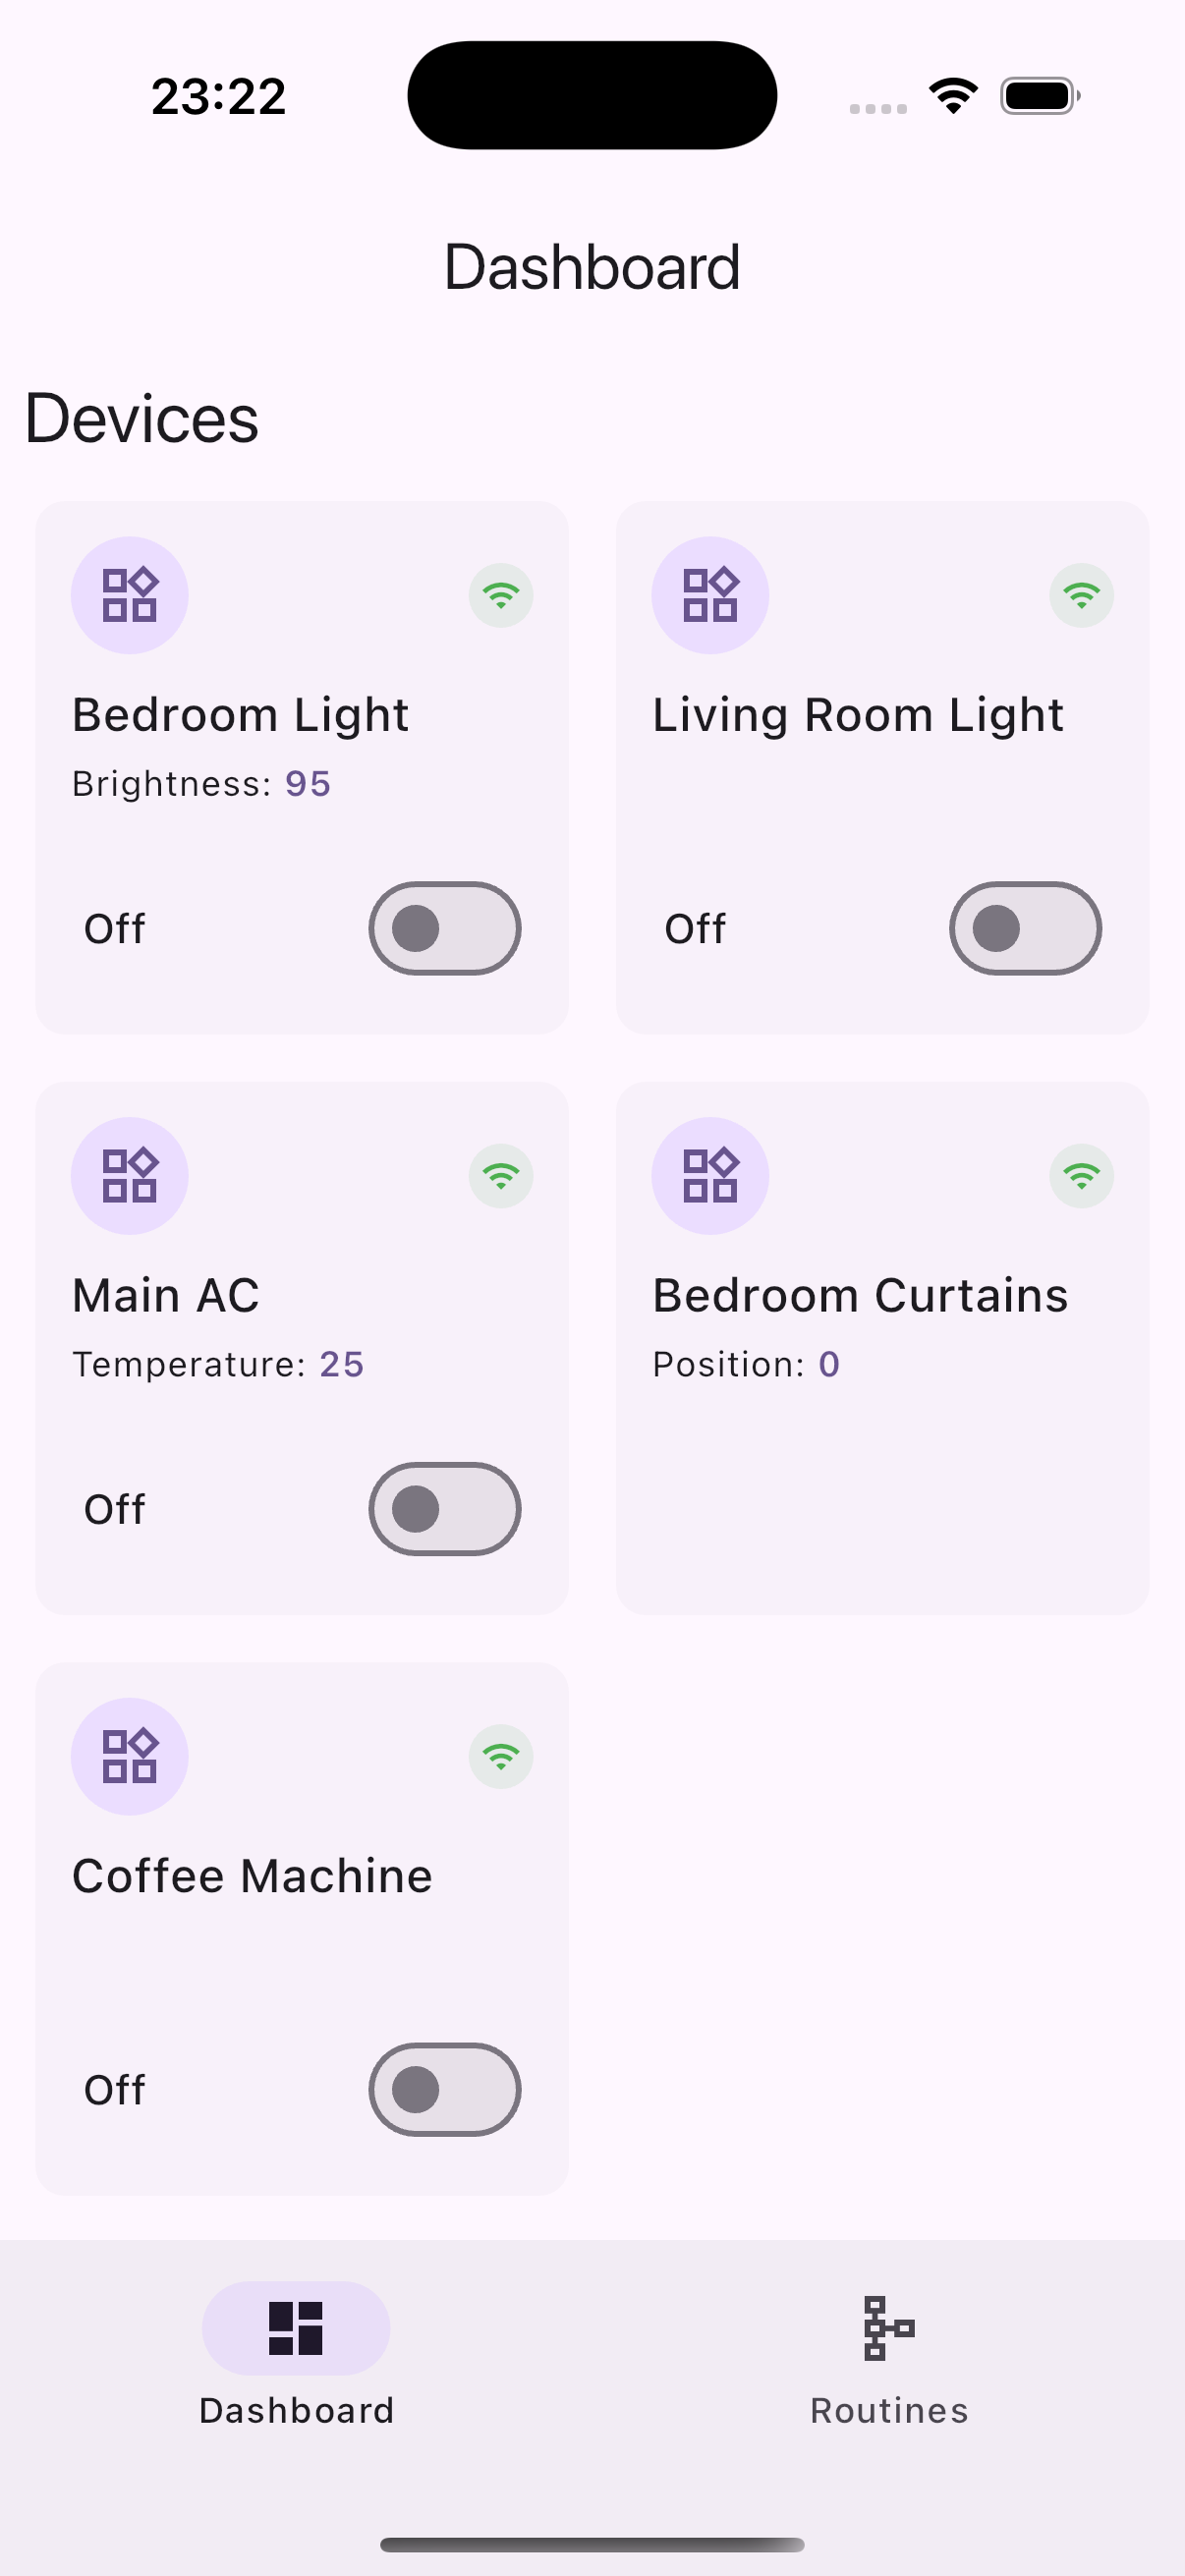 23:22
Dashboard
Devices
Bedroom Light
Brightness: 95
Off
Living Room Light
Off
Main AC
Temperature: 25
Off
Bedroom Curtains
Position: 0
Coffee Machine
Off
Dashboard
Routines